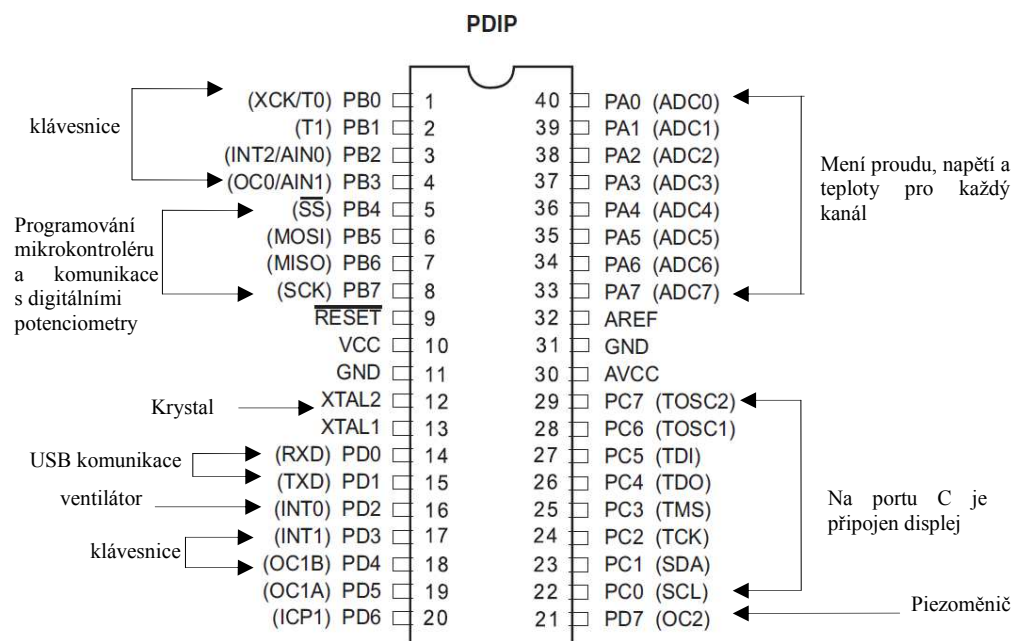 PDIP
klávesnice
Programování
mikrokontroléru
a komunikace
s digitálními
potenciometry
Krystal
USB komunikace
ventilátor
klávesnice
(XCK/T0) PB0 1
(T1) PB1 2
(INT2/AIN0) PB2 3
(OC0/AIN1) PB3 4
(SS) PB4 5
(MOSI) PB5 6
(MISO) PB6 7
(SCK) PB7 8
RESET 9
VCC 10
GND 11
XTAL2 12
XTAL1 13
(RXD) PD0 14
(TXD) PD1 15
(INT0) PD2 16
(INT1) PD3 17
(OC1B) PD4 18
(OC1A) PD5 19
(ICP1) PD6 20
40 PA0 (ADC0)
39 PA1 (ADC1)
38 PA2 (ADC2)
37 PA3 (ADC3)
36 PA4 (ADC4)
35 PA5 (ADC5)
34 PA6 (ADC6)
33 PA7 (ADC7)
32 AREF
31 GND
30 AVCC
29 PC7 (TOSC2)
28 PC6 (TOSC1)
27 PC5 (TDI)
26 PC4 (TDO)
25 PC3 (TMS)
24 PC2 (TCK)
23 PC1 (SDA)
22 PC0 (SCL)
21 PD7 (OC2)
Mení proudu, napětí a
teploty pro každý
kanál
Na portu C je
připojen displej
Piezoměnič